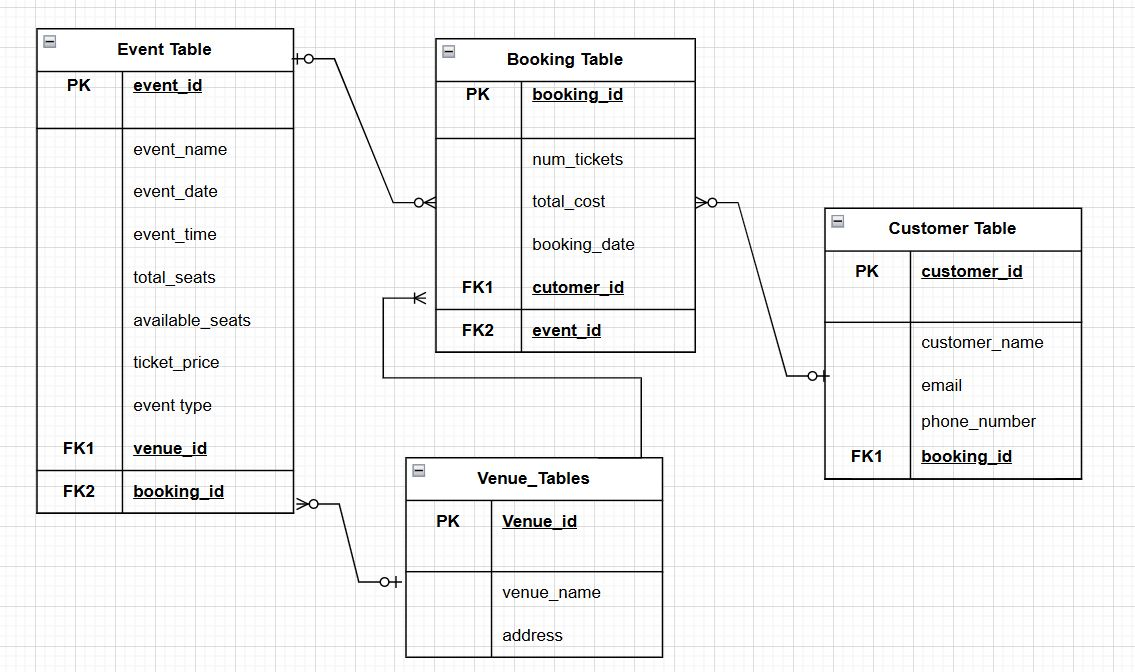 Event Table
PK event_id
event_name
event_date
event_time
total_seats
available_seats
ticket_price
event type
FK1 venue_id
FK2 booking_id
Booking Table
PK booking_id
num_tickets
total_cost
booking_date
FK1 cutomer_id
FK2 event_id
Customer Table
PK customer_id
customer_name
email
phone_number
FK1 booking_id
Venue_Tables
PK Venue_id
venue_name
address